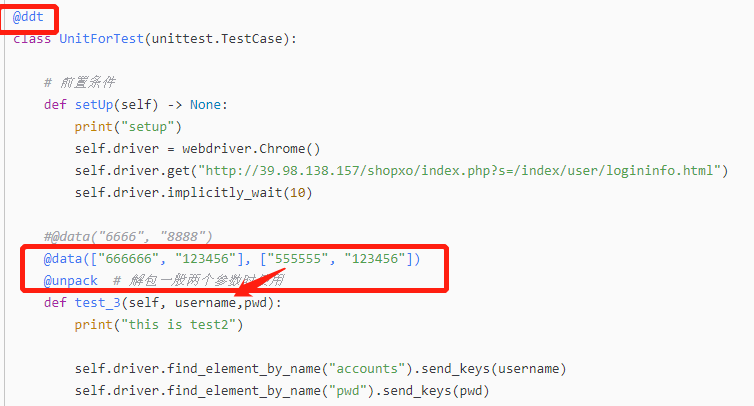 @ddt
class UnitForTest(unittest.TestCase):
# 前置条件
def setUp(self) -> None:
print("setup")
self.driver = webdriver.Chrome()
self.driver.get("http://39.98.138.157/shopxo/index.php?s=/index/user/logininfo.html")
self.driver.implicitly_wait(10)
#@data("6666", "8888")
@data(["666666", "123456"], ["555555", "123456"])
@unpack # 解包一般两个参数时使用
def test_3(self, username,pwd):
print("this is test2")
self.driver.find_element_by_name("accounts").send_keys(username)
self.driver.find_element_by_name("pwd").send_keys(pwd)